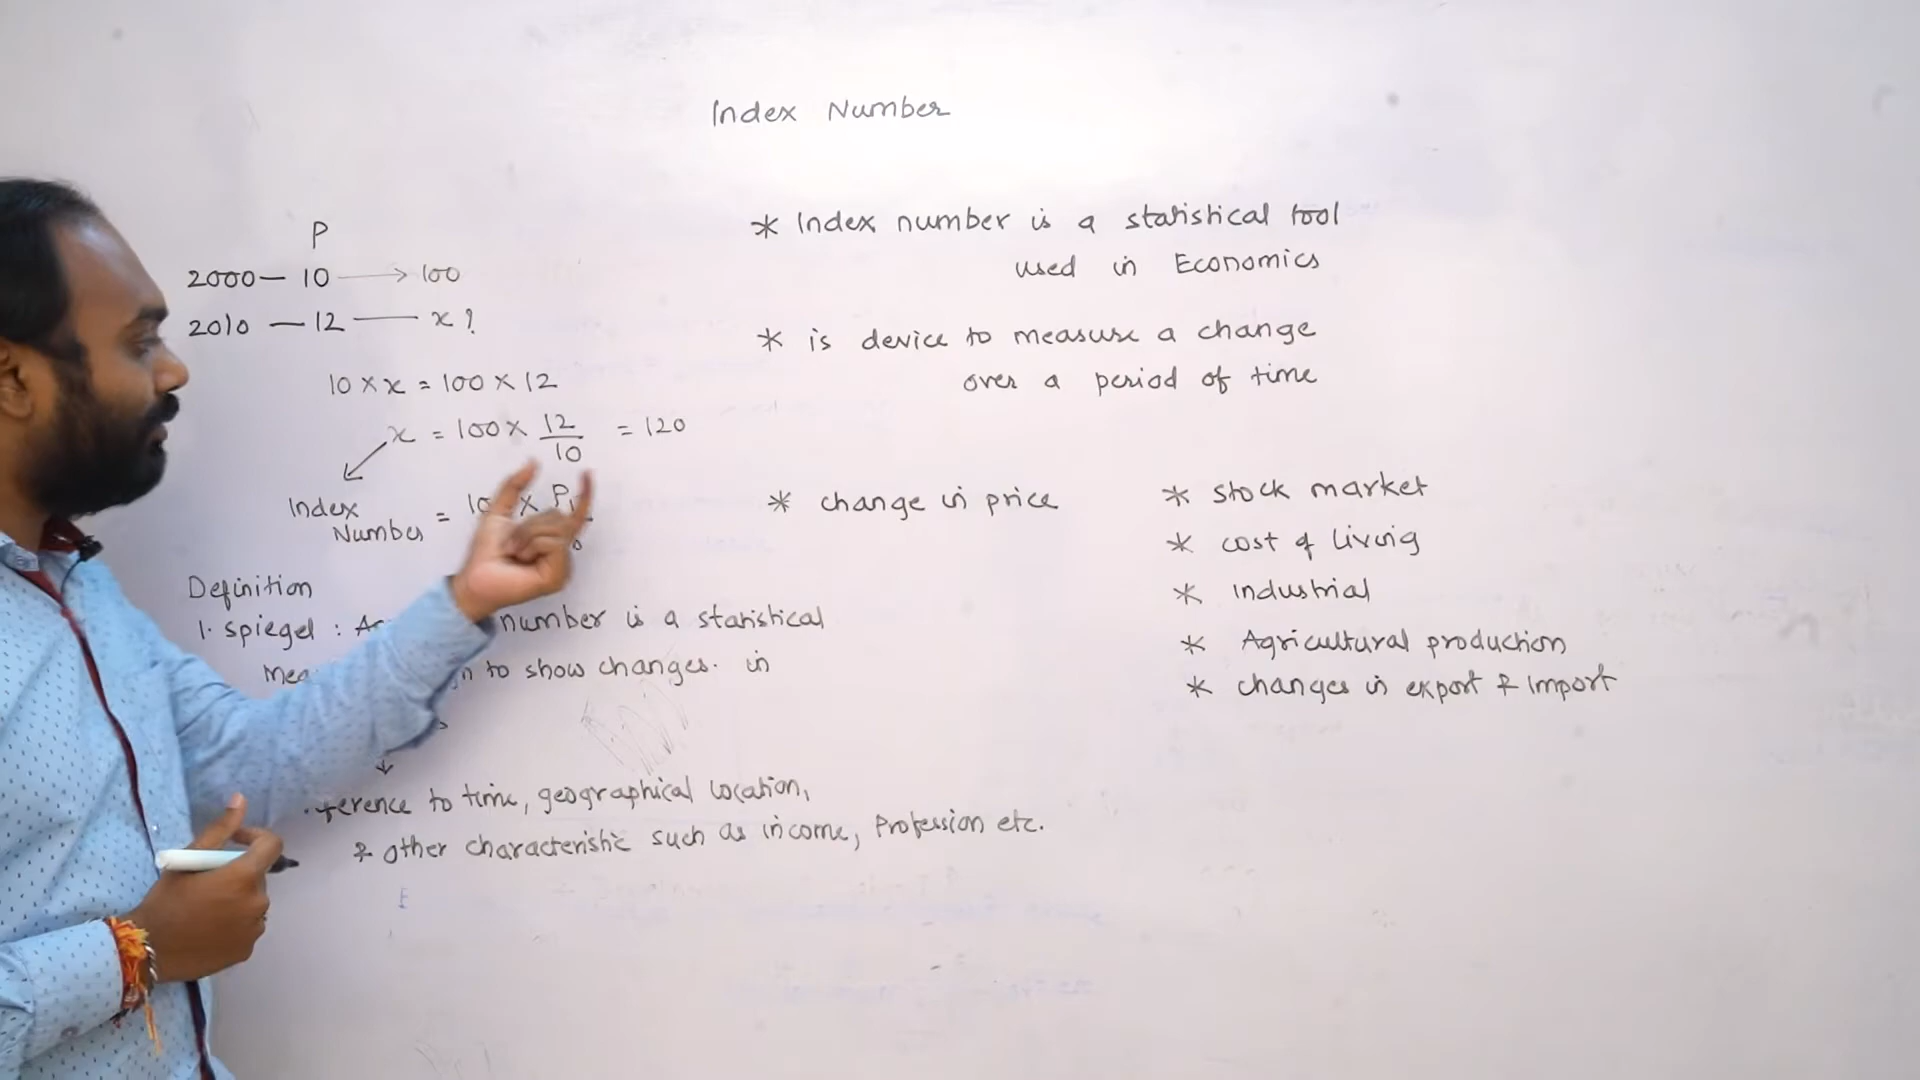 Index Number
P
2000 — 10 → 100
2010 — 12 — x ?
10 × x = 100 × 12
x = 100 × 12/10 = 120
Index Number = × P1
Definition
1. Spiegel : number is a statistical
to show changes. in
to time, geographical location,
& other characteristic such as income, Profession etc.
* Index number is a statistical tool
used in Economics
* is device to measure a change
over a period of time
* change in price
* stock market
* cost of living
* Industrial
* Agricultural production
* changes in export & Import